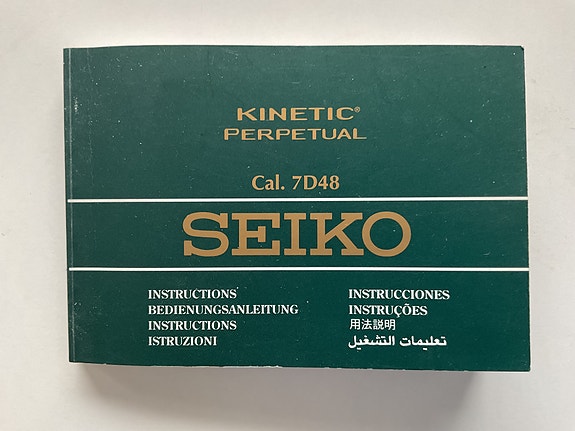 KINETIC®
PERPETUAL
Cal. 7D48
SEIKO
INSTRUCTIONS
BEDIENUNGSANLEITUNG
INSTRUCTIONS
ISTRUZIONI
INSTRUCCIONES
INSTRUÇÕES
用法説明
تعليمات التشغيل